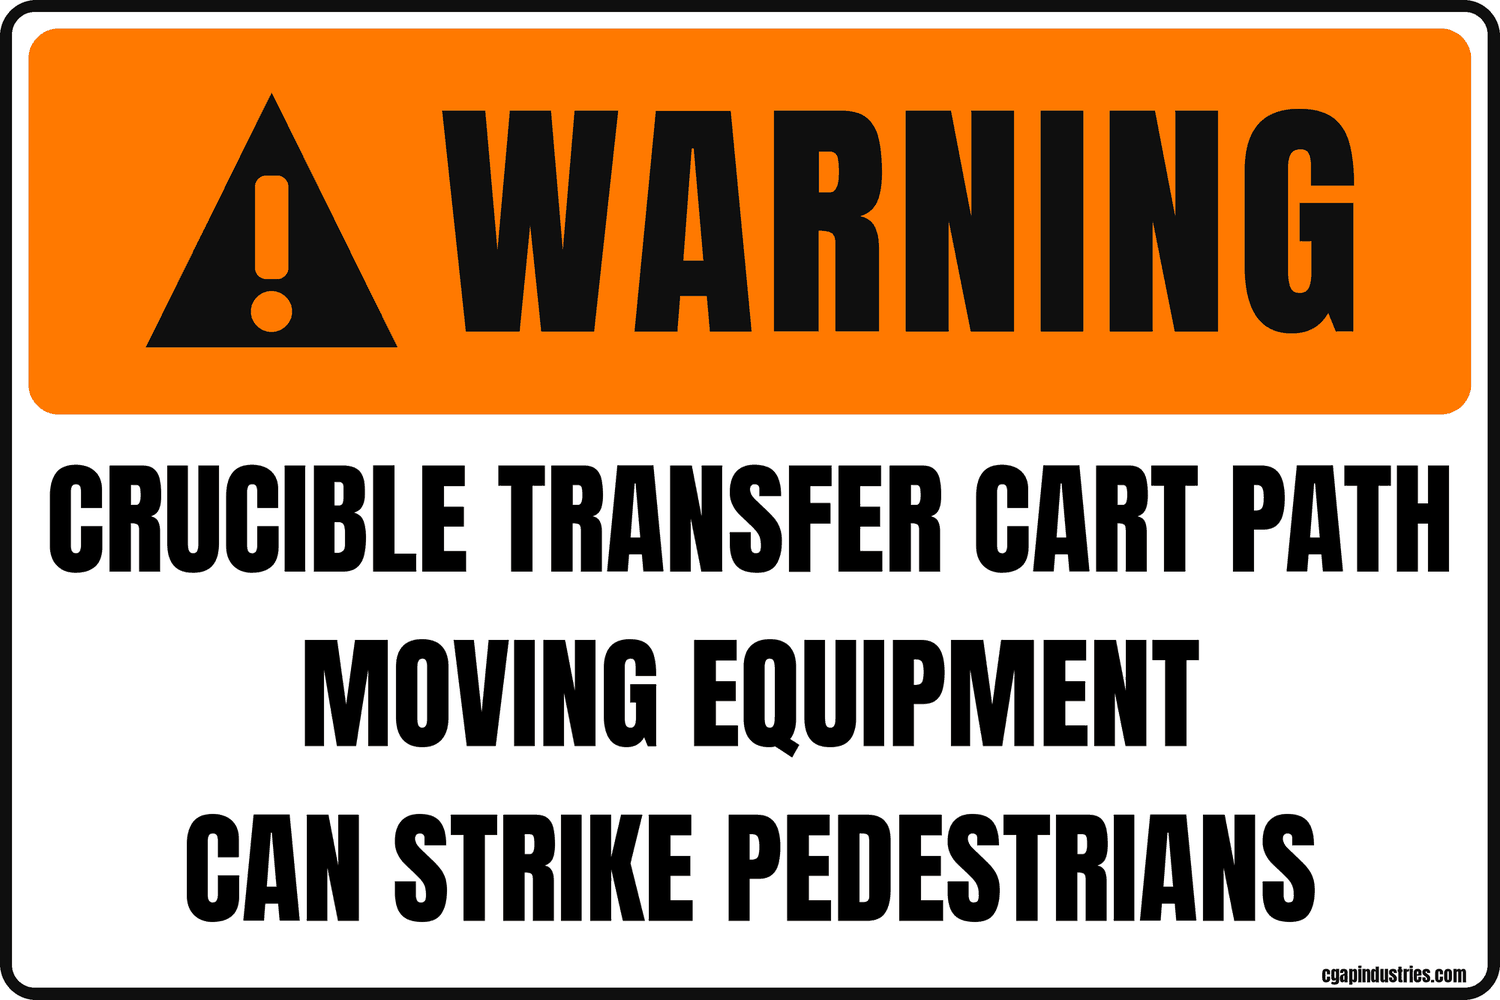 WARNING
CRUCIBLE TRANSFER CART PATH
MOVING EQUIPMENT
CAN STRIKE PEDESTRIANS
cgapindustries.com